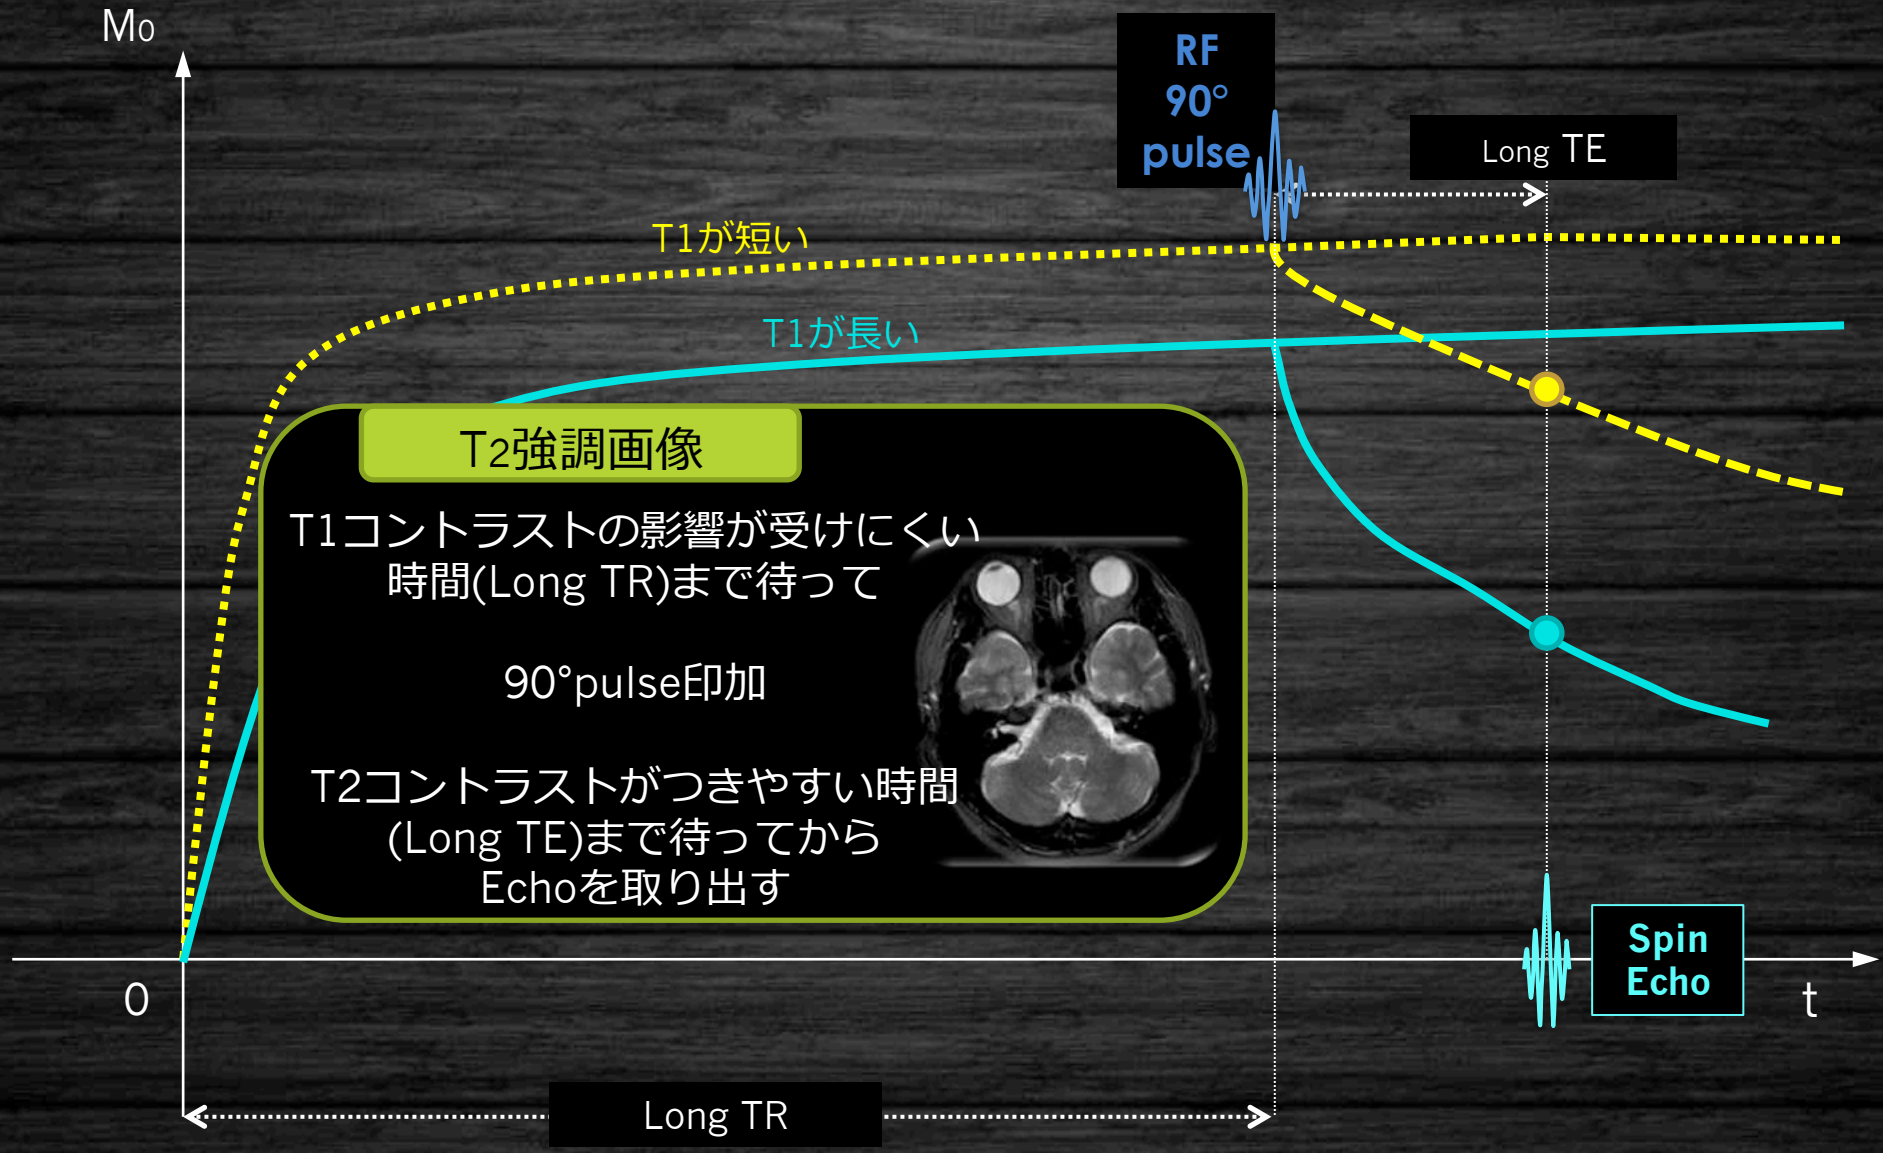 M0
RF
90°
pulse
Long TE
T1が短い
T1が長い
T2強調画像
T1コントラストの影響が受けにくい
時間(Long TR)まで待って
90°pulse印加
T2コントラストがつきやすい時間
(Long TE)まで待ってから
Echoを取り出す
Spin
Echo
0
t
Long TR